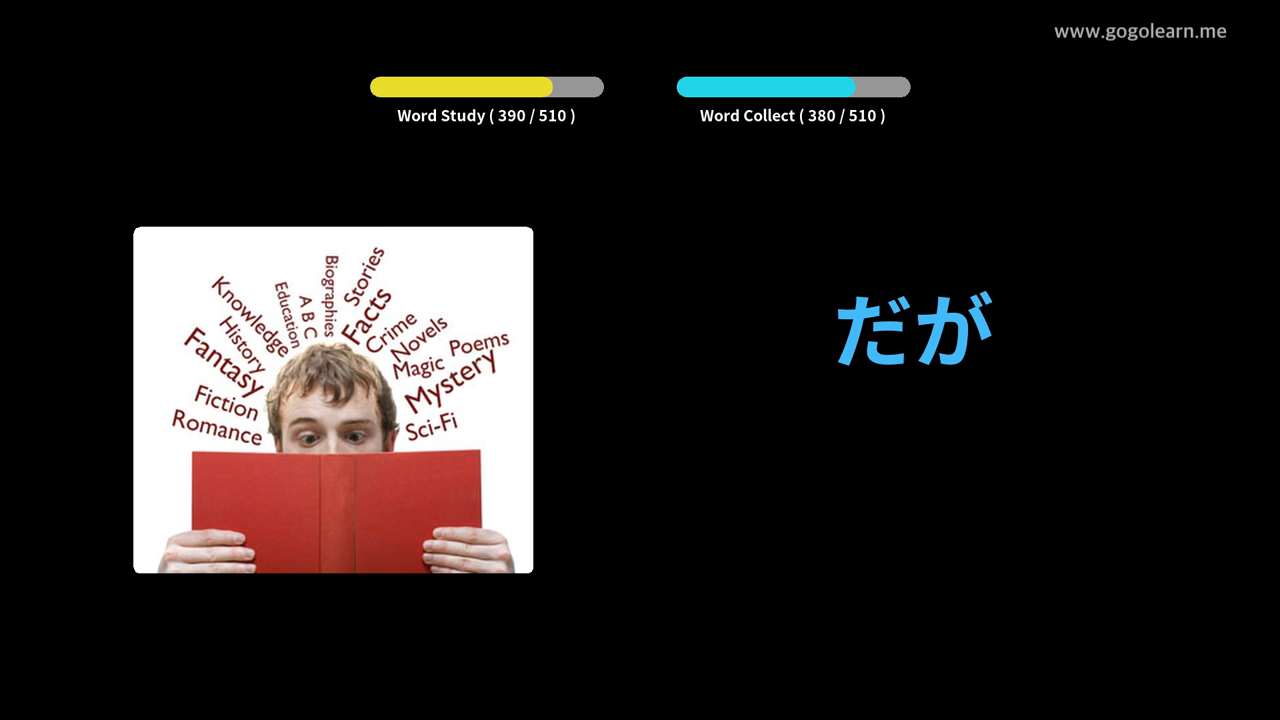 www.gogolearn.me
Word Study ( 390 / 510 )
Word Collect ( 380 / 510 )
Knowledge
History
Fantasy
Fiction
Romance
Education
A B C
Biographies
Stories
Facts
Crime
Novels
Magic
Poems
Mystery
Sci-Fi
だが